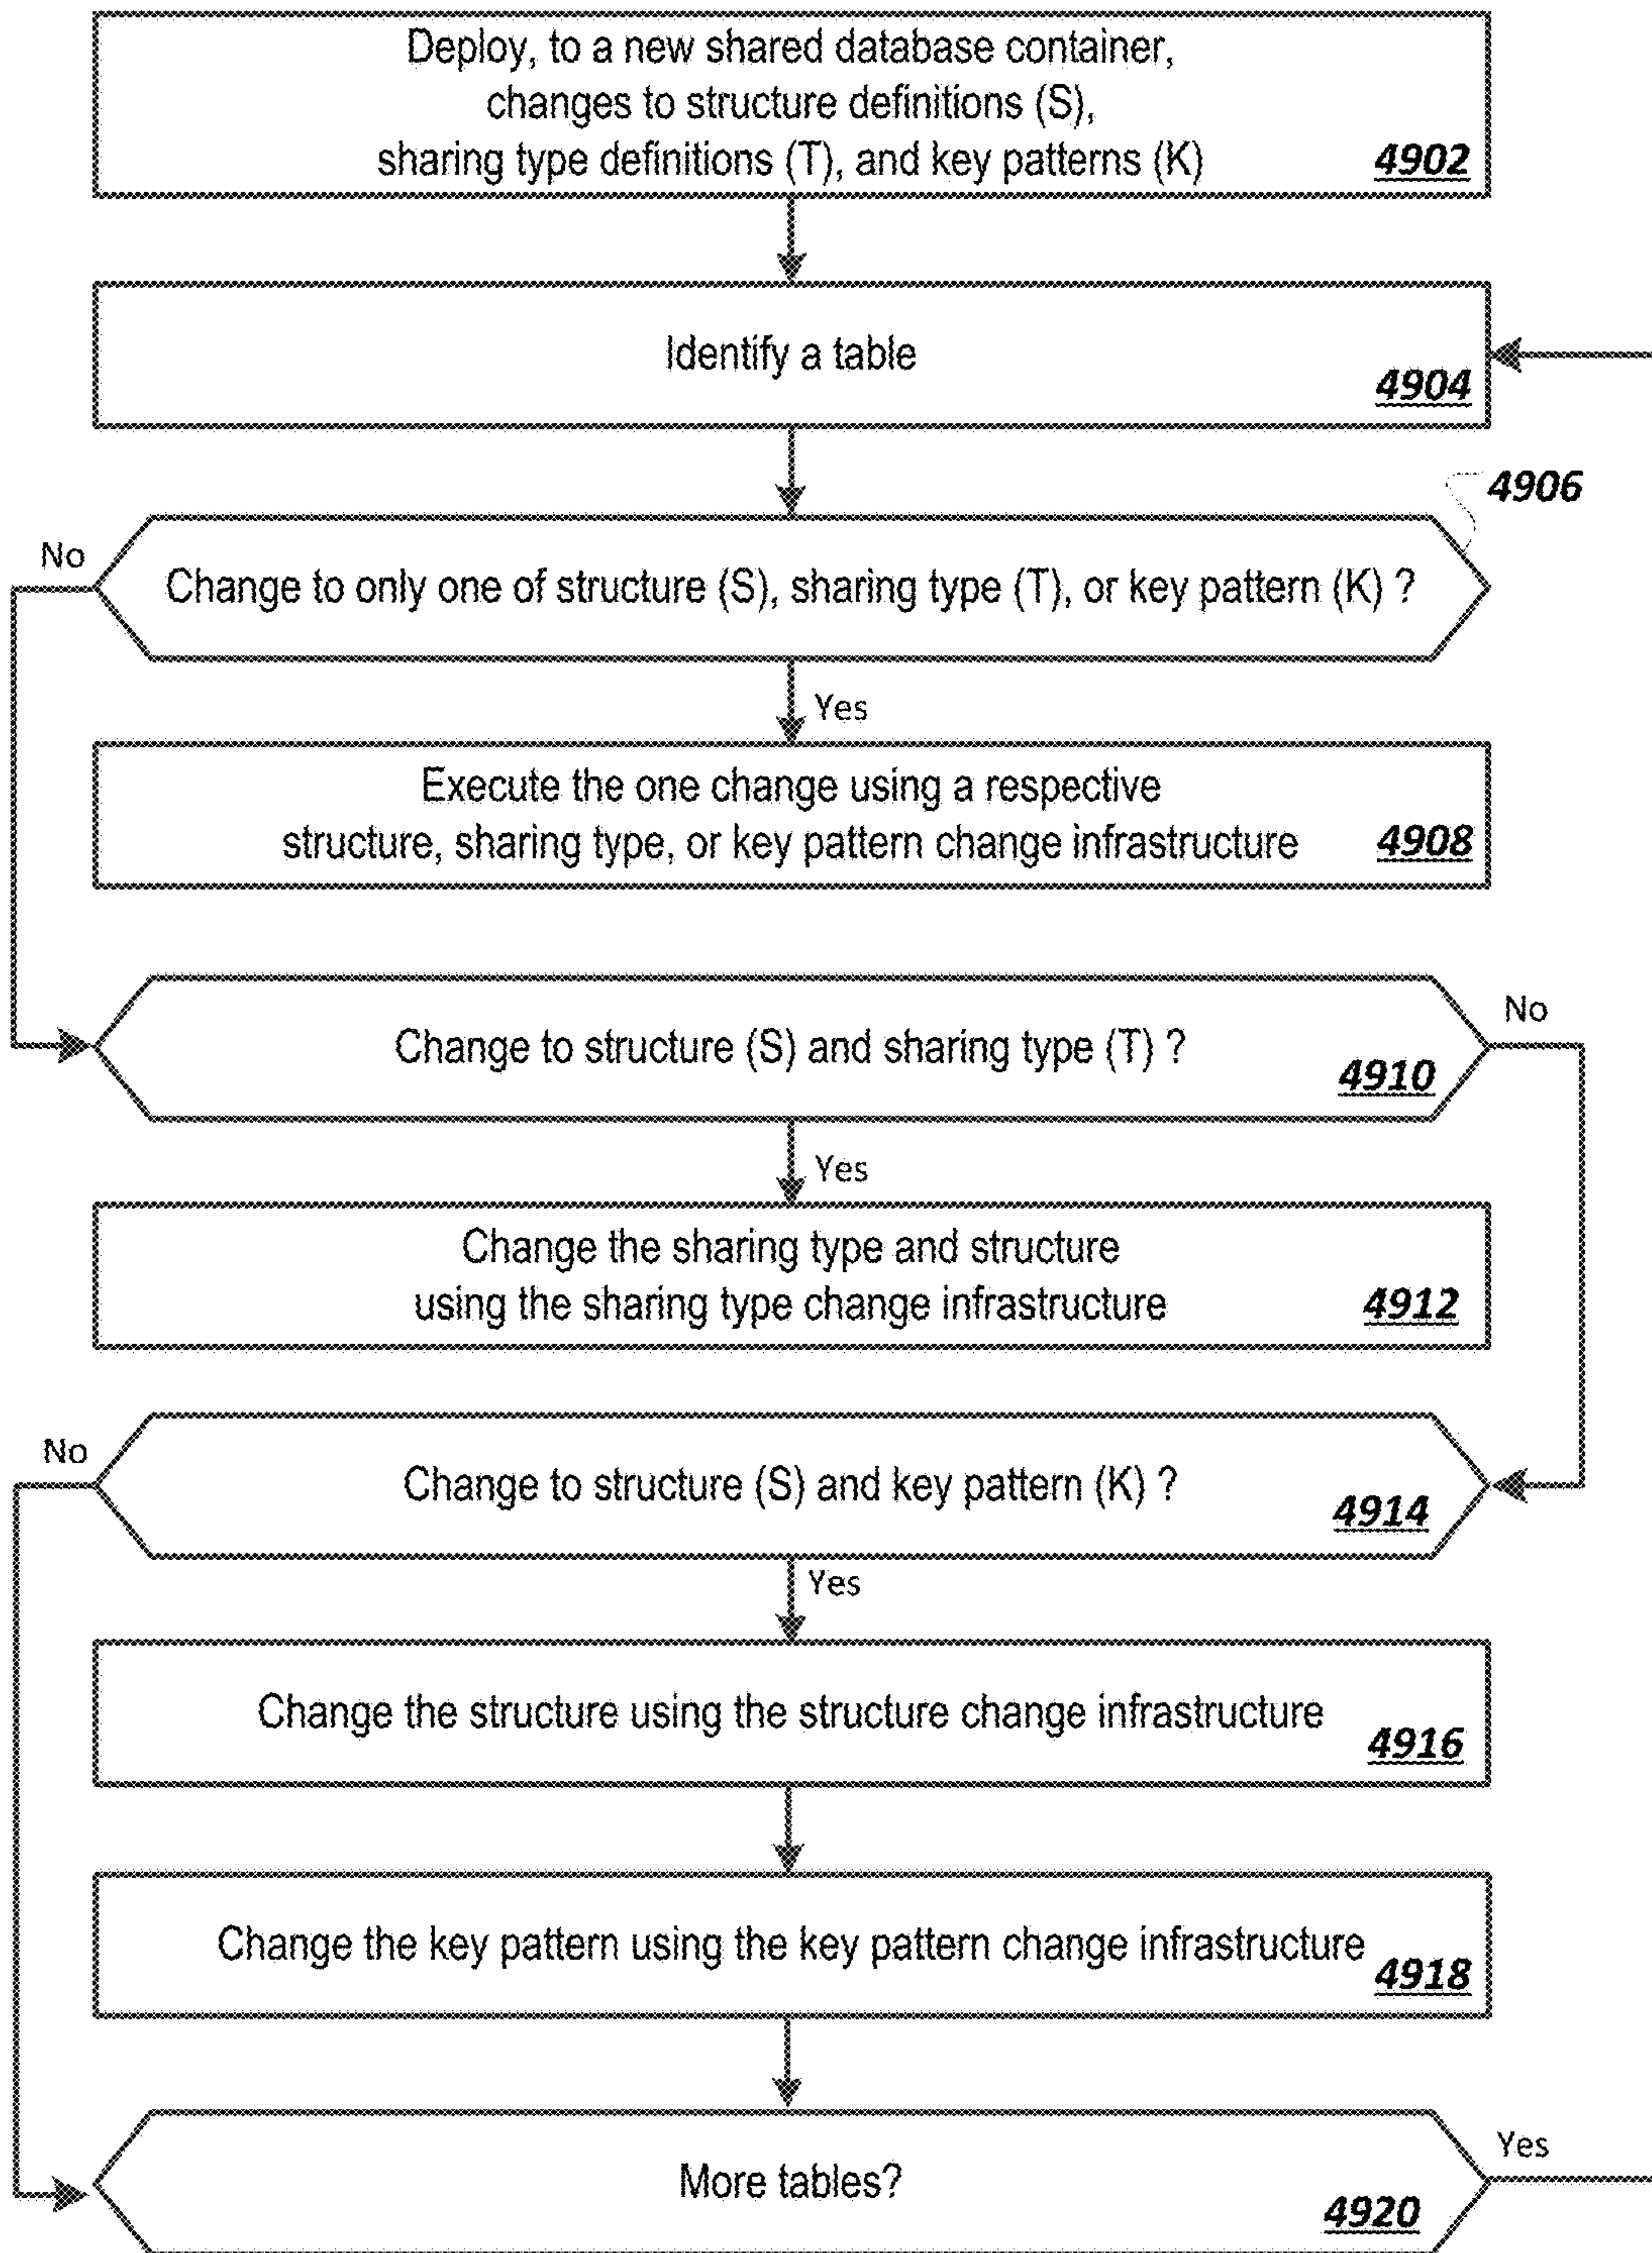 Deploy, to a new shared database container,
changes to structure definitions (S),
sharing type definitions (T), and key patterns (K)
4902
Identify a table
4904
4906
No
Change to only one of structure (S), sharing type (T), or key pattern (K) ?
Yes
Execute the one change using a respective
structure, sharing type, or key pattern change infrastructure
4908
No
Change to structure (S) and sharing type (T) ?
4910
Yes
Change the sharing type and structure
using the sharing type change infrastructure
4912
No
Change to structure (S) and key pattern (K) ?
4914
Yes
Change the structure using the structure change infrastructure
4916
Change the key pattern using the key pattern change infrastructure
4918
Yes
More tables?
4920